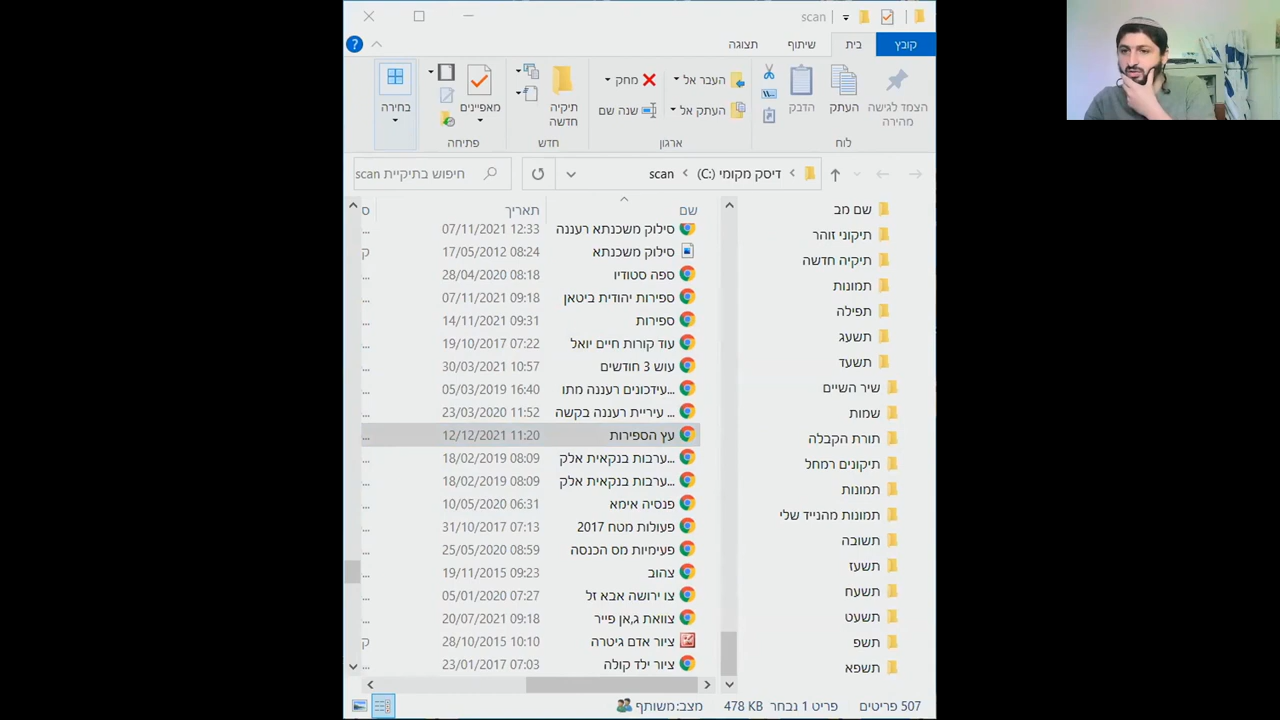 scan
קובץ
בית
שיתוף
תצוגה
הצמד לגישה מהירה
העתק
הדבק
לוח
העבר אל
העתק אל
מחק
שנה שם
ארגון
תיקיה חדשה
חדש
מאפיינים
פתיחה
בחירה
דיסק מקומי (C:)
scan
חיפוש בתיקיית scan
שם
תאריך
ס
שם מב
תיקוני זוהר
תיקיה חדשה
תמונות
תפילה
תשעג
תשעד
שיר השיים
שמות
תורת הקבלה
תיקונים רמחל
תמונות
תמונות מהנייד שלי
תשובה
תשעז
תשעח
תשעט
תשפ
תשפא
סילוק משכנתא רעננה 07/11/2021 12:33 ...
סילוק משכנתא 17/05/2012 08:24 ק
ספה סטודיו 28/04/2020 08:18 ...
ספירות יהודית ביטאן 07/11/2021 09:18 ...
ספירות 14/11/2021 09:31 ...
עוד קורות חיים יואל 19/10/2017 07:22 ...
עוש 3 חודשים 30/03/2021 10:57 ...
עידכונים רעננה מתו... 05/03/2019 16:40 ...
עיריית רעננה בקשה ... 23/03/2020 11:52 ...
עץ הספירות 12/12/2021 11:20 ...
ערבות בנקאית אלק... 18/02/2019 08:09 ...
ערבות בנקאית אלק... 18/02/2019 08:09 ...
פנסיה אימא 10/05/2020 06:31 ...
פעולות מטח 2017 31/10/2017 07:13 ...
פעימיות מס הכנסה 25/05/2020 08:59 ...
צהוב 19/11/2015 09:23 ...
צו ירושה אבא זל 05/01/2020 07:27 ...
צוואת ג,אן פייר 20/07/2021 09:18 ...
ציור אדם גיטרה 28/10/2015 10:10 ק
ציור ילד קולה 23/01/2017 07:03 ...
507 פריטים
פריט 1 נבחר
478 KB
מצב: משותף